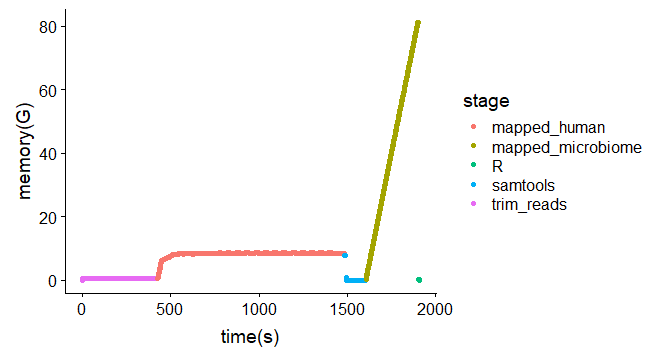 80
60
40
20
0
memory(G)
0
500
1000
1500
2000
time(s)
stage
mapped_human
mapped_microbiome
R
samtools
trim_reads